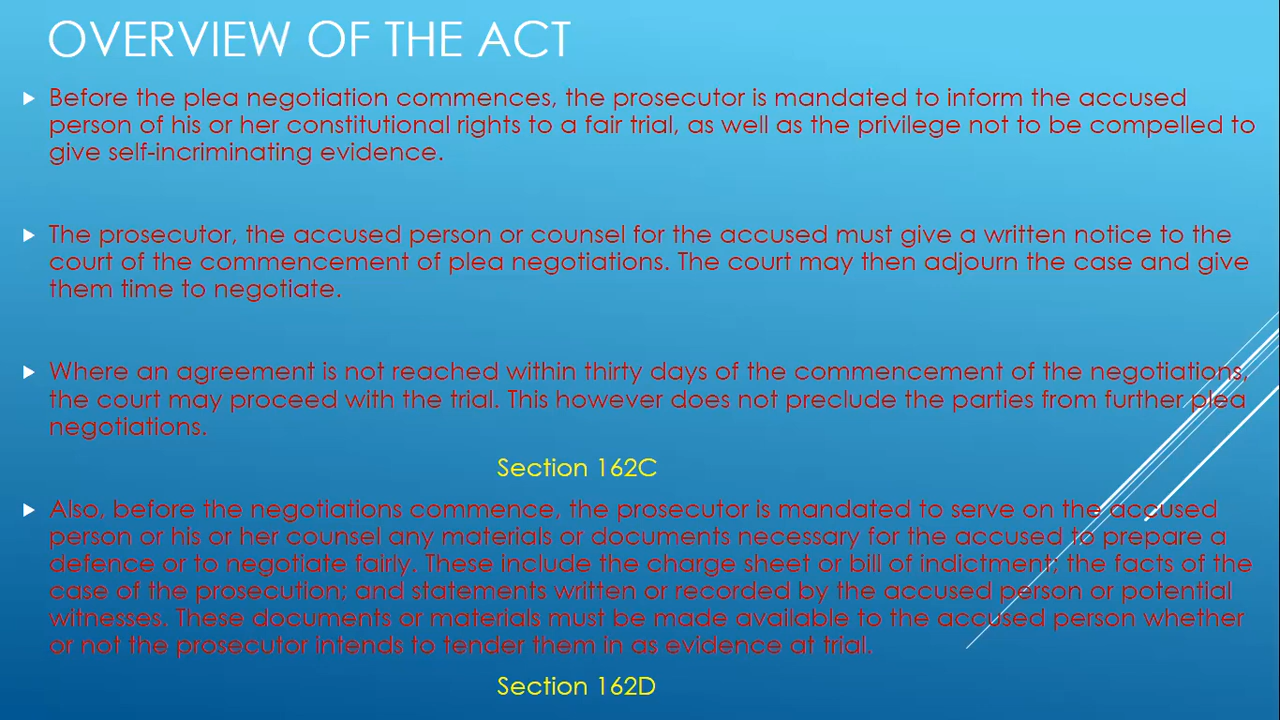 OVERVIEW OF THE ACT
Before the plea negotiation commences, the prosecutor is mandated to inform the accused
person of his or her constitutional rights to a fair trial, as well as the privilege not to be compelled to
give self-incriminating evidence.
The prosecutor, the accused person or counsel for the accused must give a written notice to the
court of the commencement of plea negotiations. The court may then adjourn the case and give
them time to negotiate.
Where an agreement is not reached within thirty days of the commencement of the negotiations,
the court may proceed with the trial. This however does not preclude the parties from further plea
negotiations.
Section 162C
Also, before the negotiations commence, the prosecutor is mandated to serve on the accused
person or his or her counsel any materials or documents necessary for the accused to prepare a
defence or to negotiate fairly. These include the charge sheet or bill of indictment; the facts of the
case of the prosecution; and statements written or recorded by the accused person or potential
witnesses. These documents or materials must be made available to the accused person whether
or not the prosecutor intends to tender them in as evidence at trial.
Section 162D